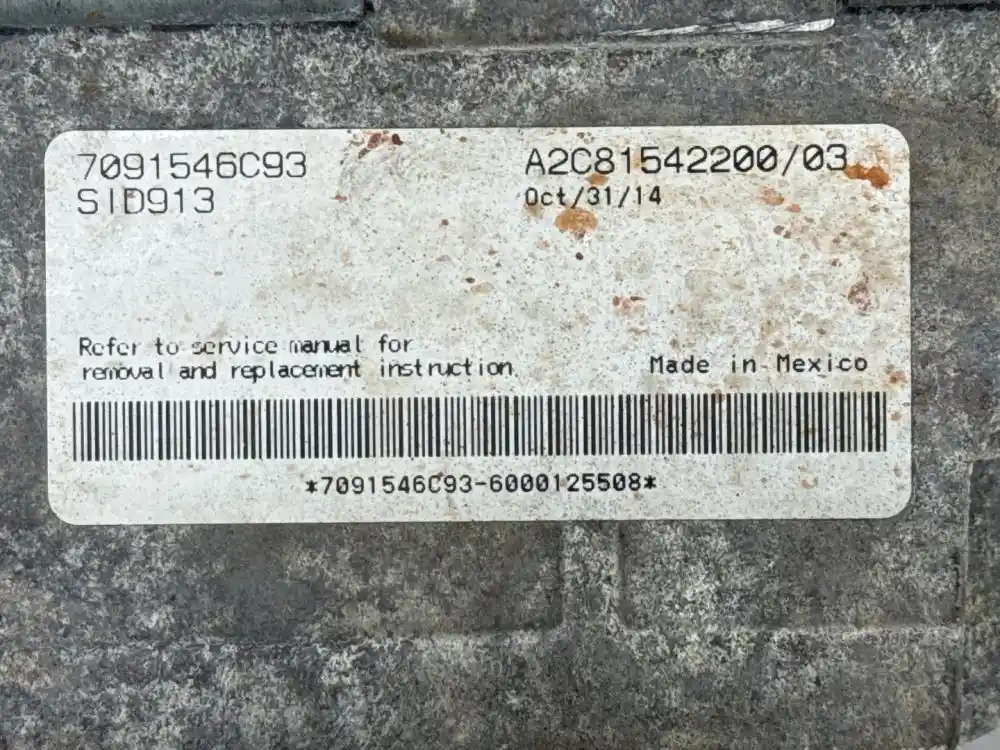 7091546C93
SID913
A2C81542200/03
Oct/31/14
Refer to service manual for
removal and replacement instruction.
Made in Mexico
*7091546C93-6000125508*